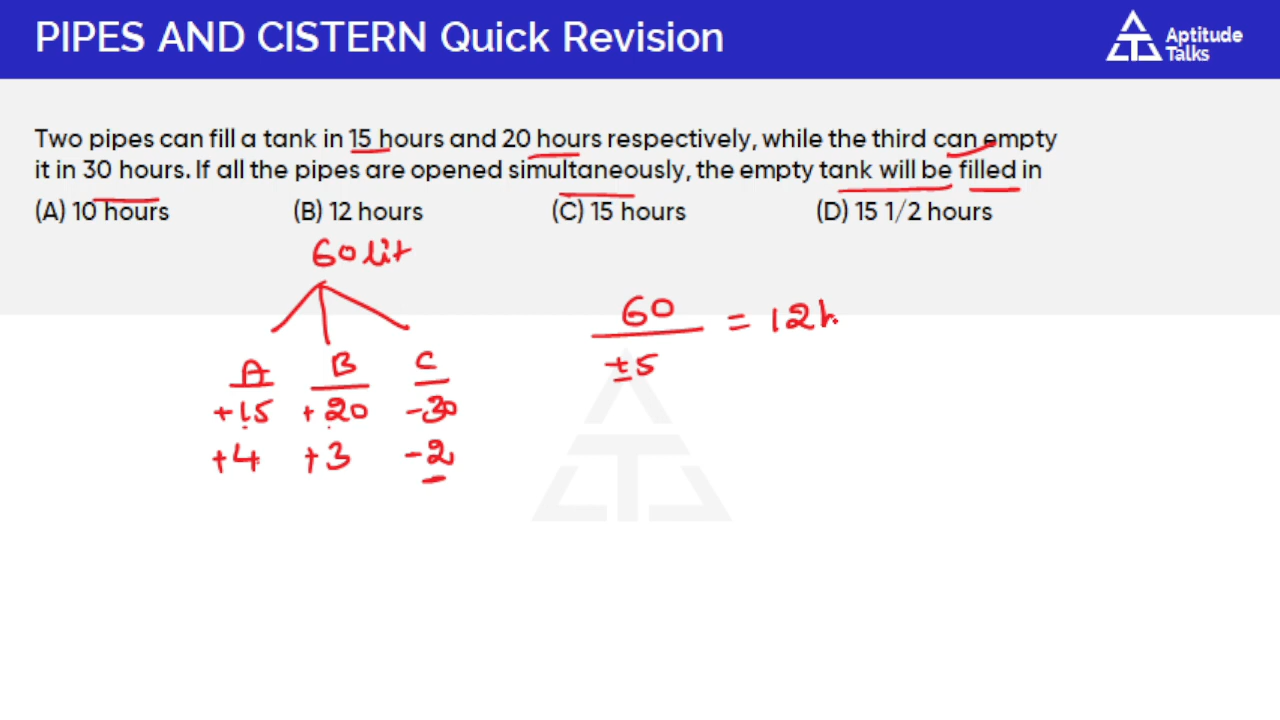 PIPES AND CISTERN Quick Revision
Aptitude
Talks
Two pipes can fill a tank in 15 hours and 20 hours respectively, while the third can empty
it in 30 hours. If all the pipes are opened simultaneously, the empty tank will be filled in
(A) 10 hours (B) 12 hours (C) 15 hours (D) 15 1/2 hours
60 lit
60
= 12h
+5
A B C
+15 +20 -30
+4 +3 -2